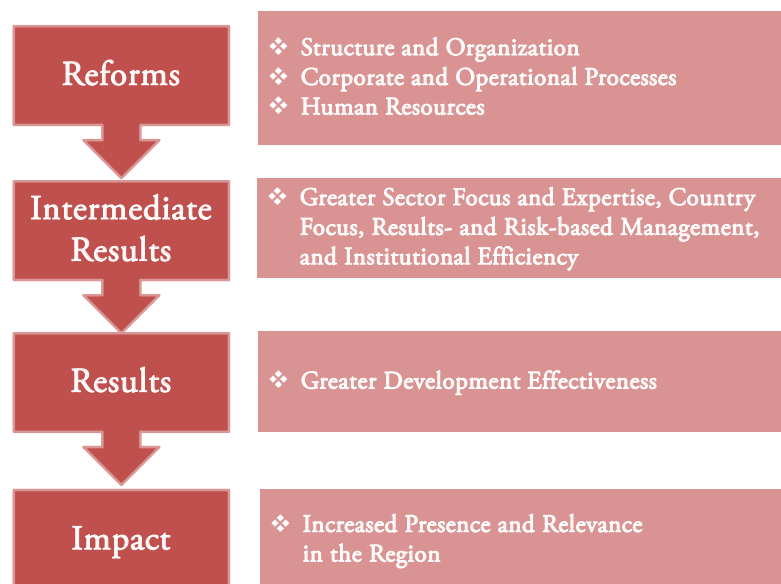 Reforms
❖ Structure and Organization
❖ Corporate and Operational Processes
❖ Human Resources
Intermediate
Results
❖ Greater Sector Focus and Expertise, Country
Focus, Results- and Risk-based Management,
and Institutional Efficiency
Results
❖ Greater Development Effectiveness
Impact
❖ Increased Presence and Relevance
in the Region